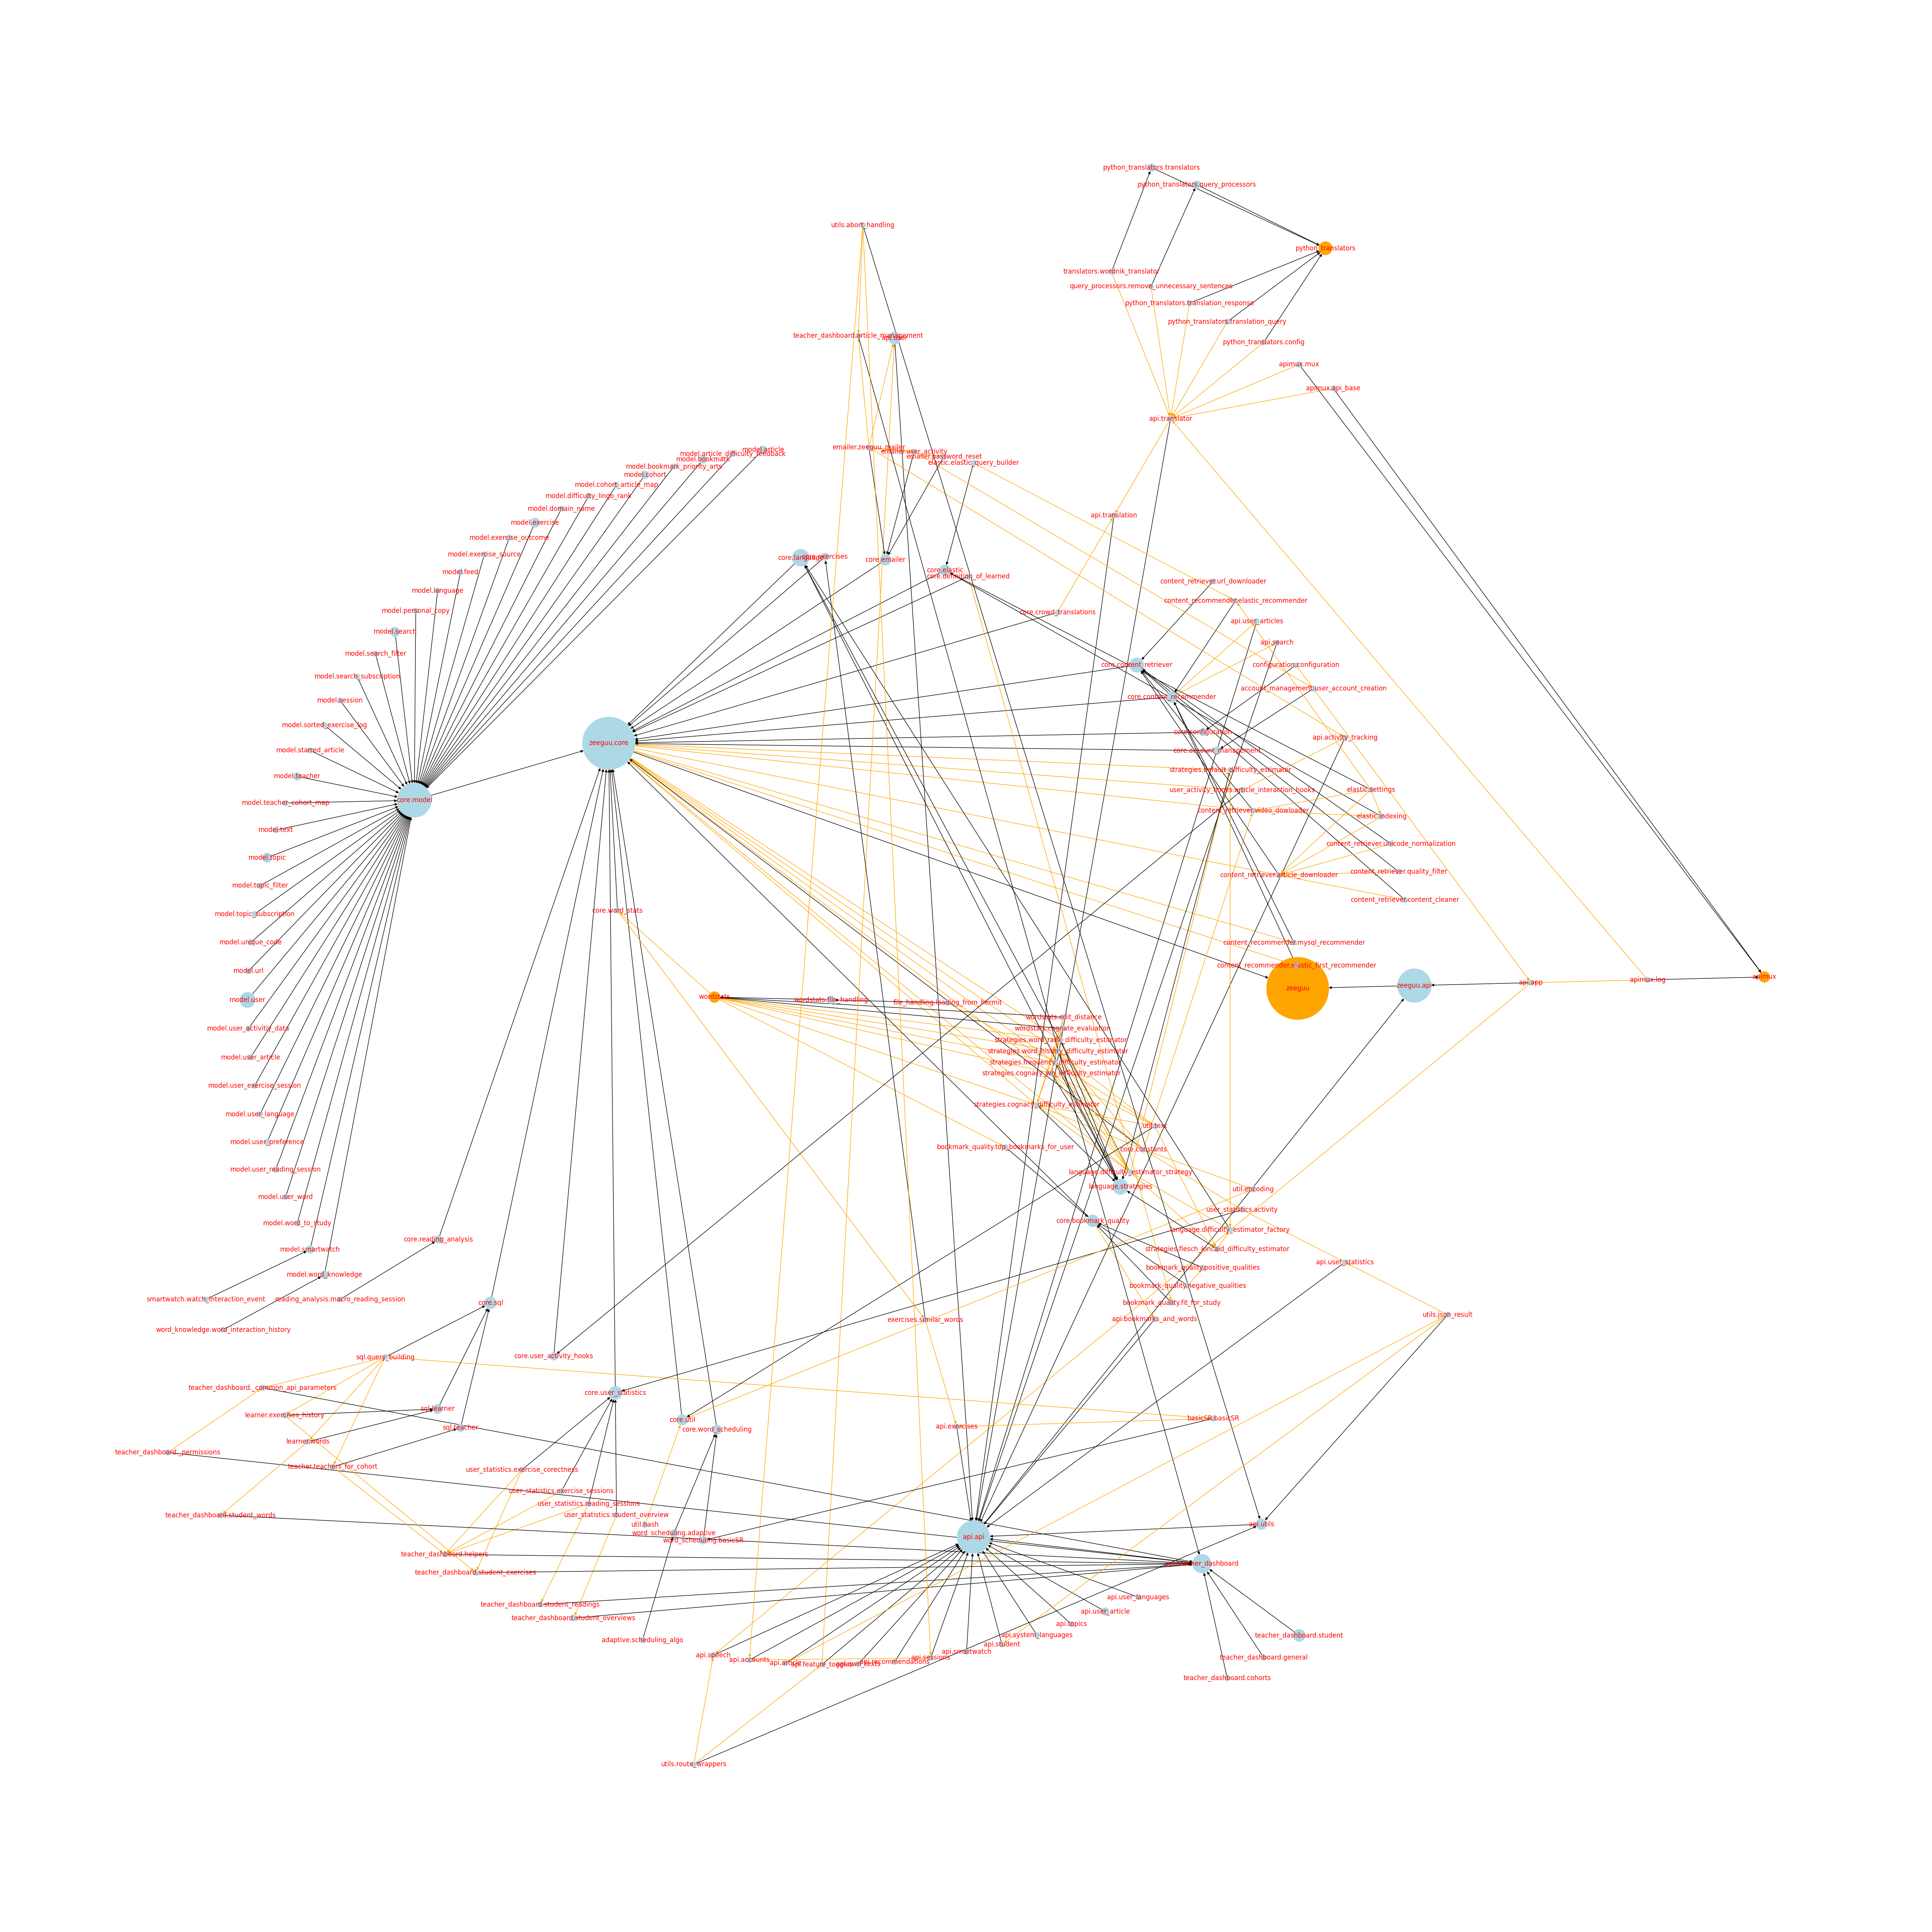 python_translators.translators
python_translators.query_processors
utils.abort_handling
python_translators
translators.wordnik_translator
query_processors.remove_unnecessary_sentences
python_translators.translation_response
python_translators.translation_query
teacher_dashboard.article_management
api.user
python_translators.config
apimux.mux
apimux.api_base
api.translator
emailer.zeeguu_mailer
emailer.user_activity
emailer.password_reset
elastic.elastic_query_builder
model.article
model.article_difficulty_feedback
model.bookmark
model.bookmark_priority_arts
model.cohort
model.cohort_article_map
model.difficulty_lingo_rank
model.domain_name
model.exercise
model.exercise_outcome
model.exercise_source
model.feed
model.language
model.personal_copy
model.search
model.search_filter
model.search_subscription
model.session
model.sorted_exercise_log
model.starred_article
model.teacher
model.teacher_cohort_map
model.text
model.topic
model.topic_filter
model.topic_subscription
model.unique_code
model.url
model.user
model.user_activitiy_data
model.user_article
model.user_exercise_session
model.user_language
model.user_preference
model.user_reading_session
model.user_word
model.word_to_study
model.smartwatch
model.word_knowledge
core.model
zeeguu.core
api.translation
core.language
core.exercises
core.emailer
core.elastic
core.definition_of_learned
core.crowd_translations
content_retriever.url_downloader
content_recommender.elastic_recommender
api.user_articles
api.search
core.content_retriever
configuration.configuration
account_management.user_account_creation
core.content_recommender
core.configuration
api.activity_tracking
core.account_management
strategies.default_difficulty_estimator
user_activity_hooks.article_interaction_hooks
elastic.settings
content_retriever.video_dowloader
elastic.indexing
content_retriever.unicode_normalization
content_retriever.article_downloader
content_retriever.quality_filter
content_retriever.content_cleaner
core.word_stats
content_recommender.mysql_recommender
content_recommender.elastic_first_recommender
zeeguu
zeeguu.api
api.app
apimux.log
apimux
wordstats
wordstats.file_handling
file_handling.loading_from_hermit
wordstats.edit_distance
wordstats.cognate_evaluation
strategies.word_rank_difficulty_estimator
strategies.word_history_difficulty_estimator
strategies.frequency_difficulty_estimator
strategies.cognacy_wh_difficulty_estimator
strategies.cognacy_difficulty_estimator
util.text
bookmark_quality.top_bookmarks_for_user
core.constants
language.difficulty_estimator_strategy
language.strategies
util.encoding
user_statistics.activity
core.bookmark_quality
language.difficulty_estimator_factory
strategies.flesch_kincaid_difficulty_estimator
api.user_statistics
bookmark_quality.positive_qualities
bookmark_quality.negative_qualities
bookmark_quality.fit_for_study
api.bookmarks_and_words
utils.json_result
exercises.similar_words
core.reading_analysis
smartwatch.watch_interaction_event
reading_analysis.macro_reading_session
core.sql
word_knowledge.word_interaction_history
sql.query_building
core.user_activity_hooks
teacher_dashboard._common_api_parameters
core.user_statistics
sql.learner
learner.exercises_history
core.util
basicSR.basicSR
api.exercises
sql.teacher
core.word_scheduling
learner.words
teacher_dashboard._permissions
teacher.teachers_for_cohort
user_statistics.exercise_corectness
user_statistics.exercise_sessions
user_statistics.reading_sessions
teacher_dashboard.student_words
user_statistics.student_overview
util.hash
word_scheduling.adaptive
word_scheduling.basicSR
api.utils
api.api
teacher_dashboard.helpers
api.teacher_dashboard
teacher_dashboard.student_exercises
teacher_dashboard.student_readings
teacher_dashboard.student_overviews
api.user_languages
api.user_article
api.topics
api.system_languages
api.student
api.smartwatch
adaptive.scheduling_algo
teacher_dashboard.student
api.speech
api.accounts
api.article
api.feature_toggles
api.own_texts
api.recommendations
api.sessions
teacher_dashboard.general
teacher_dashboard.cohorts
utils.route_wrappers